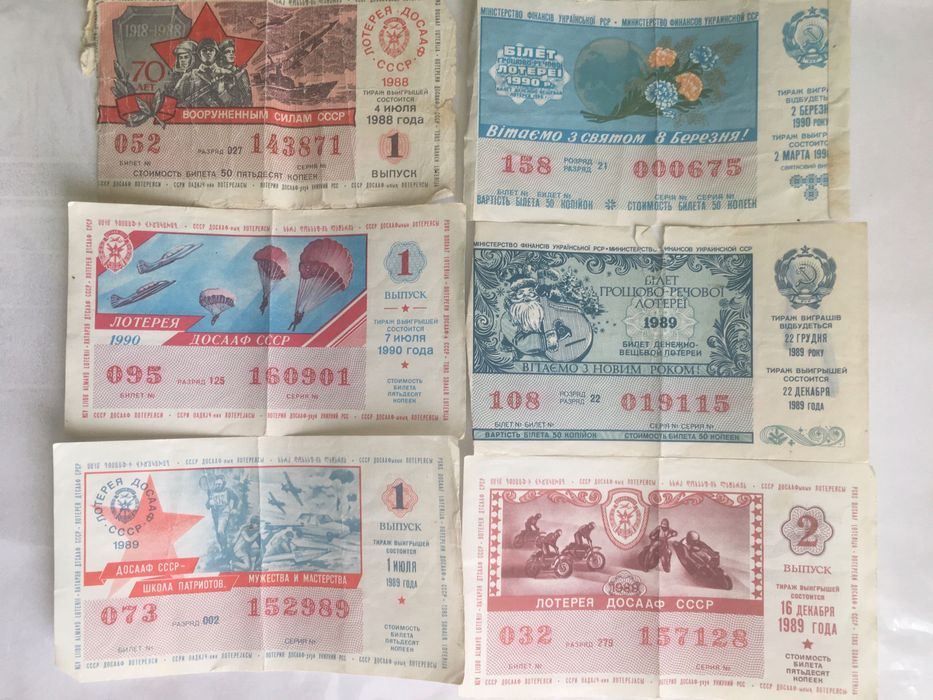 1918-1988
70
ЛЕТ
ВООРУЖЕННЫМ СИЛАМ СССР
ЛОТЕРЕЯ ДОСААФ
СССР
1988
ТИРАЖ ВЫИГРЫШЕЙ
СОСТОИТСЯ
4 ИЮЛЯ
1988 года
1
ВЫПУСК
052
РАЗРЯД 027
143871
БИЛЕТ №
СЕРИЯ №
СТОИМОСТЬ БИЛЕТА 50 ПЯТЬДЕСЯТ КОПЕЕК
МІНІСТЕРСТВО ФІНАНСІВ УКРАЇНСЬКОЇ РСР • МИНИСТЕРСТВО ФИНАНСОВ УКРАИНСКОЙ ССР
БІЛЕТ
ГРОШОВО-РЕЧОВОЇ
ЛОТЕРЕЇ
1990 р.
Вітаємо з святом 8 Березня!
158
РОЗРЯД
РАЗРЯД 21
000675
БІЛЕТ № БИЛЕТ №
СЕРІЯ № СЕРИЯ №
ВАРТІСТЬ БІЛЕТА 50 КОПІЙОК
СТОИМОСТЬ БИЛЕТА 50 КОПЕЕК
ВІДБУДЕТЬ
2 БЕРЕЗ
1990 РОКУ
СОСТОИТС
2 МАРТА 199
ЛОТЕРЕЯ
1990
ДОСААФ СССР
1
ВЫПУСК
ТИРАЖ ВЫИГРЫШЕЙ
СОСТОИТСЯ
7 ИЮЛЯ
1990 года
СТОИМОСТЬ
БИЛЕТА
ПЯТЬДЕСЯТ
КОПЕЕК
095
РАЗРЯД 125
160901
БИЛЕТ №
СЕРИЯ №
МІНІСТЕРСТВО ФІНАНСІВ УКРАЇНСЬКОЇ РСР • МИНИСТЕРСТВО ФИНАНСОВ УКРАИНСКОЙ ССР
БІЛЕТ
ГРОШОВО-РЕЧОВОЇ
ЛОТЕРЕЇ
1989
БИЛЕТ ДЕНЕЖНО-
ВЕЩЕВОЙ ЛОТЕРЕИ
ВІТАЄМО З НОВИМ РОКОМ!
108
РОЗРЯД
РАЗРЯД 22
019115
БІЛЕТ № БИЛЕТ №
СЕРІЯ № СЕРИЯ №
ВАРТІСТЬ БІЛЕТА 50 КОПІЙОК
СТОИМОСТЬ БИЛЕТА 50 КОПЕЕК
ТИРАЖ ВИГРАШІВ
ВІДБУДЕТЬСЯ
22 ГРУДНЯ
1989 РОКУ
ТИРАЖ ВЫИГРЫШЕЙ
СОСТОИТСЯ
22 ДЕКАБРЯ
1989 ГОДА
ЛОТЕРЕЯ ДОСААФ
СССР
1989
ДОСААФ СССР–
ШКОЛА ПАТРИОТОВ,
МУЖЕСТВА И МАСТЕРСТВА
1
ВЫПУСК
ТИРАЖ ВЫИГРЫШЕЙ
СОСТОИТСЯ
1 ИЮЛЯ
1989 ГОДА
СТОИМОСТЬ
БИЛЕТА
ПЯТЬДЕСЯТ
КОПЕЕК
073
РАЗРЯД 002
152989
БИЛЕТ №
СЕРИЯ №
1989
ЛОТЕРЕЯ ДОСААФ СССР
2
ВЫПУСК
ТИРАЖ ВЫИГРЫШЕЙ
СОСТОИТСЯ
16 ДЕКАБРЯ
1989 ГОДА
СТОИМОСТЬ
БИЛЕТА
ПЯТЬДЕСЯТ
КОПЕЕК
032
РАЗРЯД 279
157128
БИЛЕТ №
СЕРИЯ №